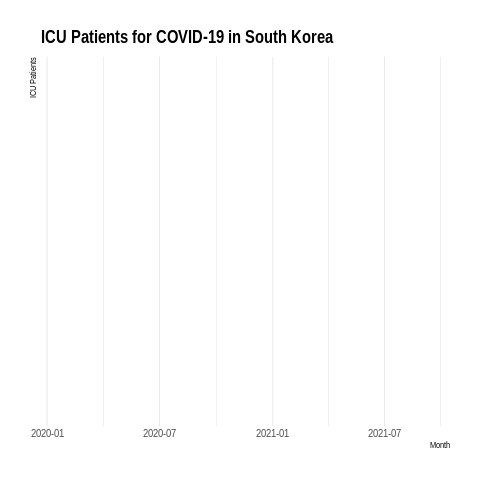 ICU Patients for COVID-19 in South Korea
ICU Patients
2020-01 2020-07 2021-01 2021-07
Month